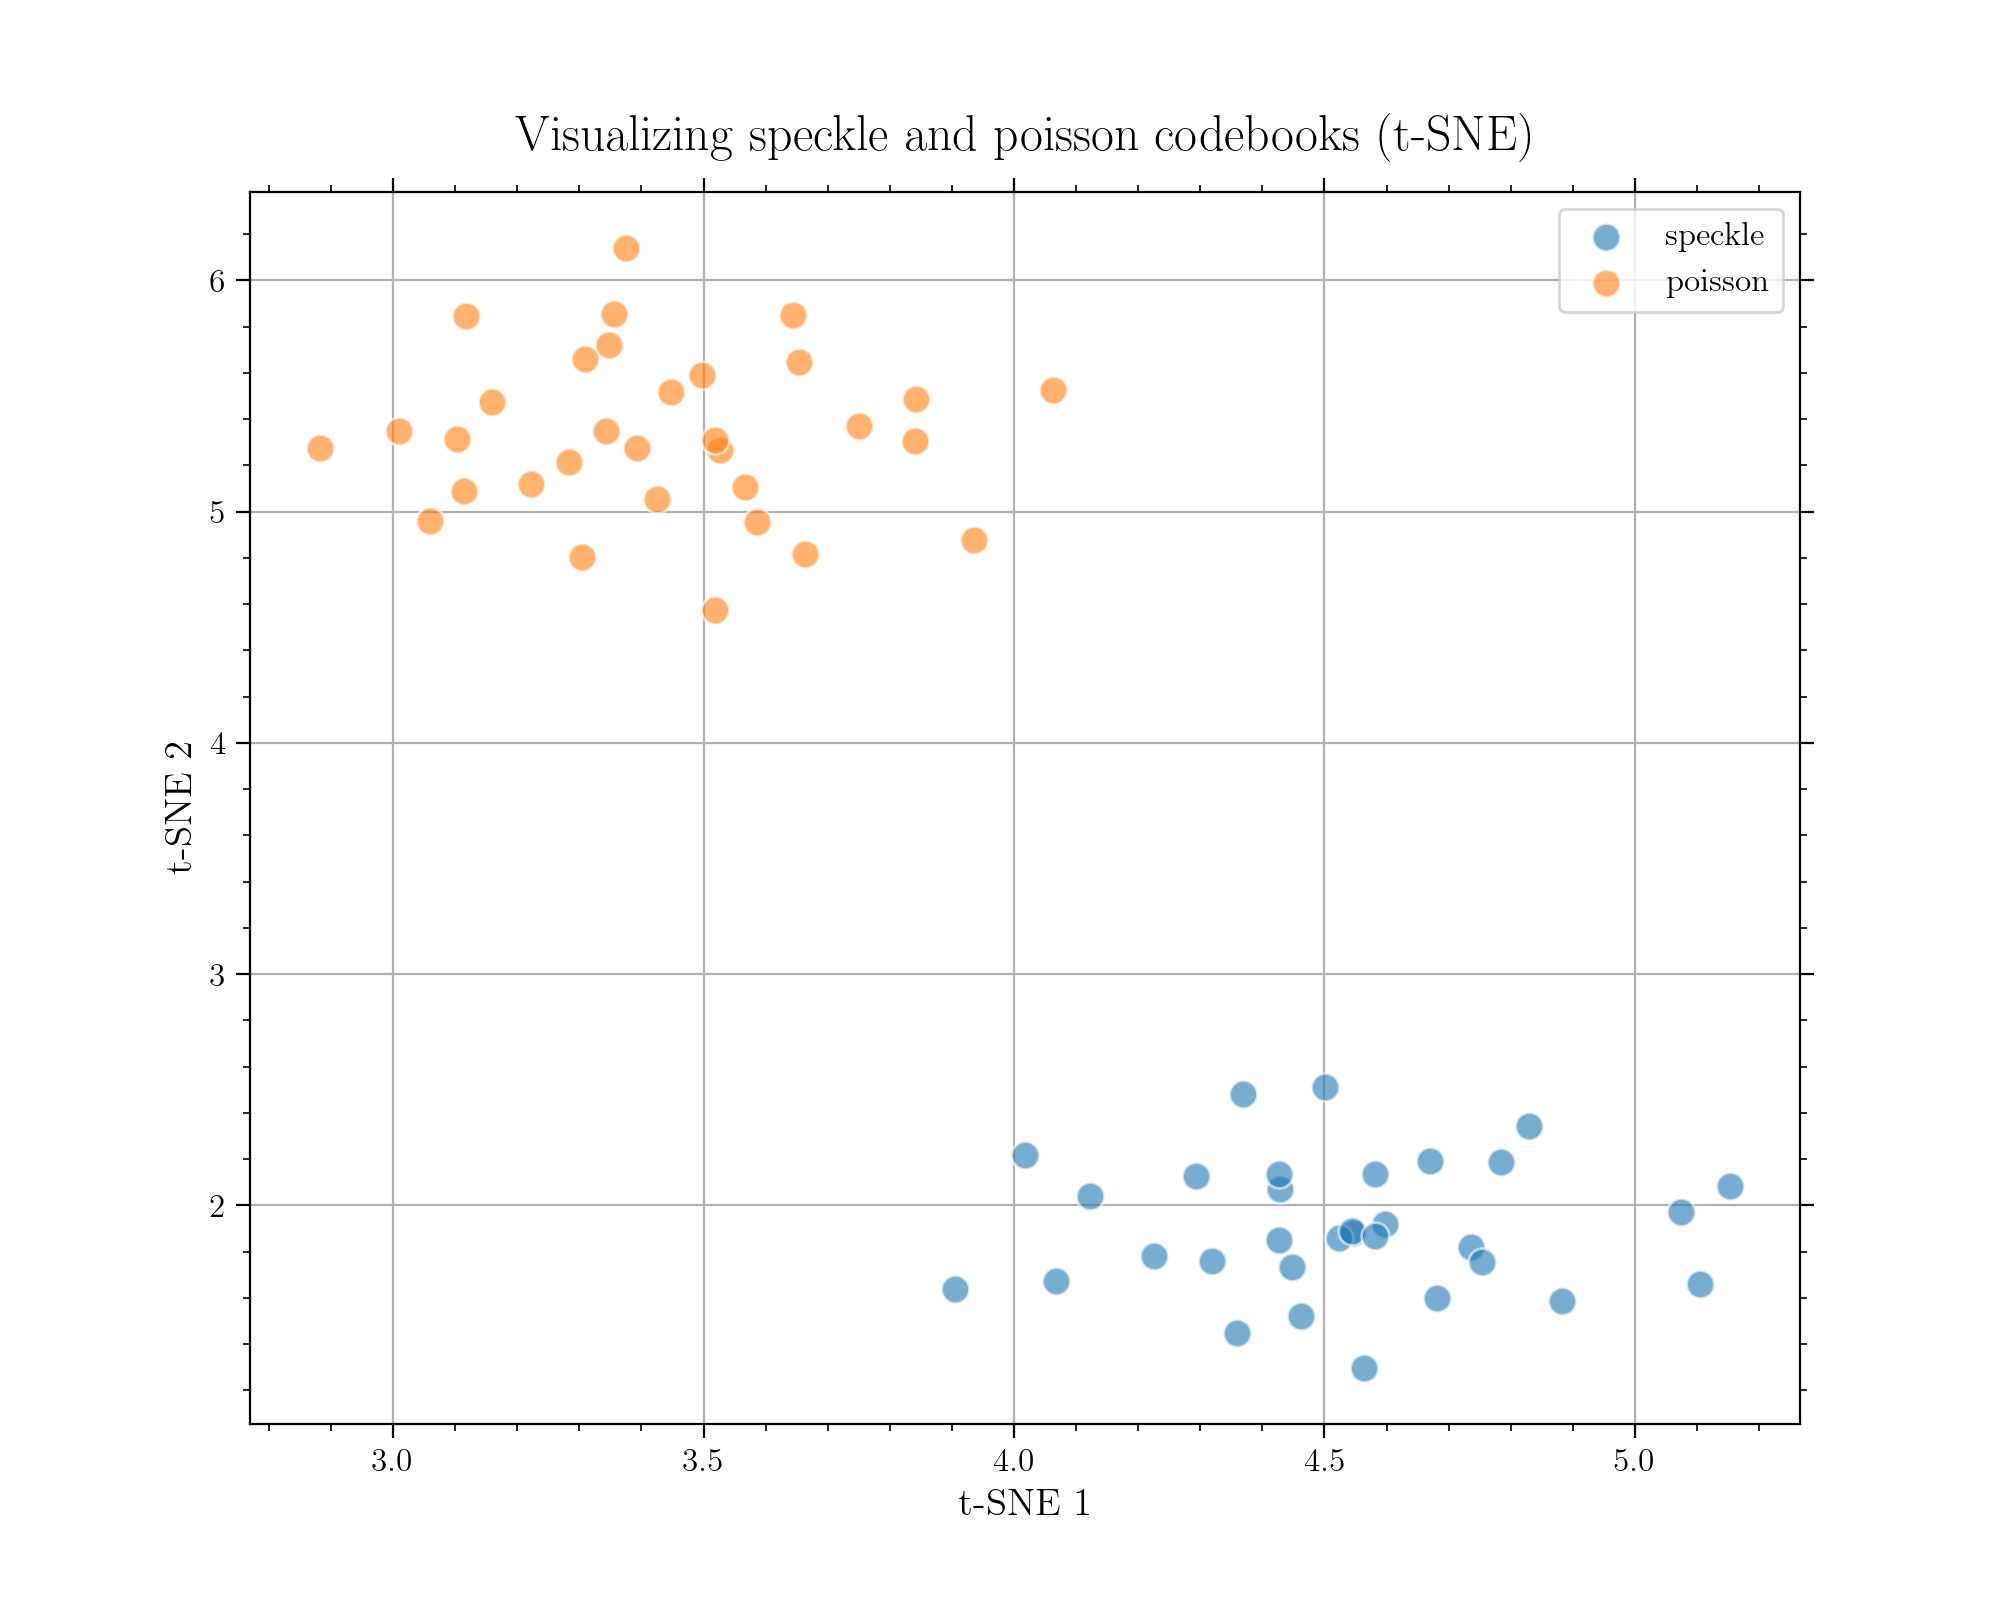 Visualizing speckle and poisson codebooks (t-SNE)
speckle
poisson
6
5
4
3
2
t-SNE 2
3.0 3.5 4.0 4.5 5.0
t-SNE 1